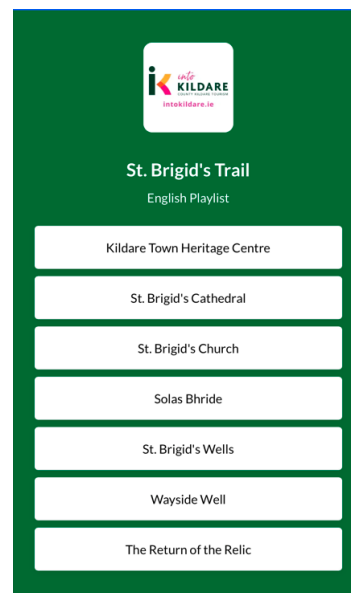 into
KILDARE
COUNTY KILDARE TOURISM
intokildare.ie
St. Brigid's Trail
English Playlist
Kildare Town Heritage Centre
St. Brigid's Cathedral
St. Brigid's Church
Solas Bhride
St. Brigid's Wells
Wayside Well
The Return of the Relic